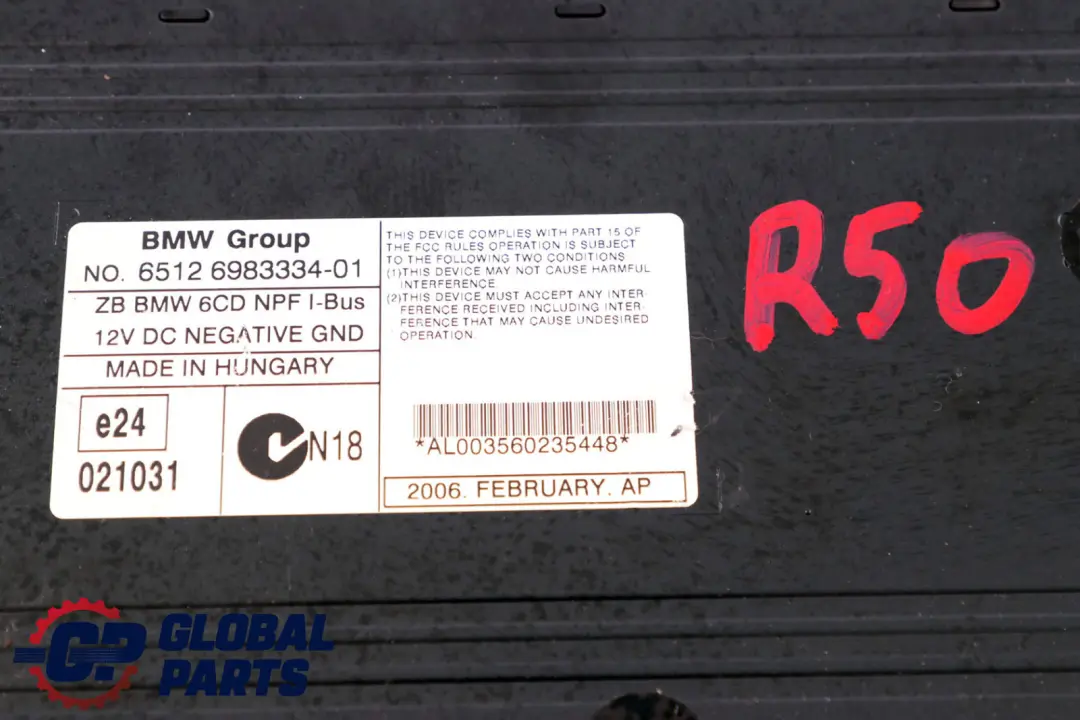 BMW Group
NO. 6512 6983334-01
ZB BMW 6CD NPF I-Bus
12V DC NEGATIVE GND
MADE IN HUNGARY
e24
021031
N18
THIS DEVICE COMPLIES WITH PART 15 OF
THE FCC RULES OPERATION IS SUBJECT
TO THE FOLLOWING TWO CONDITIONS
(1)THIS DEVICE MAY NOT CAUSE HARMFUL
INTERFERENCE.
(2)THIS DEVICE MUST ACCEPT ANY INTER-
FERENCE RECEIVED INCLUDING INTER-
FERENCE THAT MAY CAUSE UNDESIRED
OPERATION.
*AL003560235448*
2006. FEBRUARY. AP
R50
GP GLOBAL
PARTS